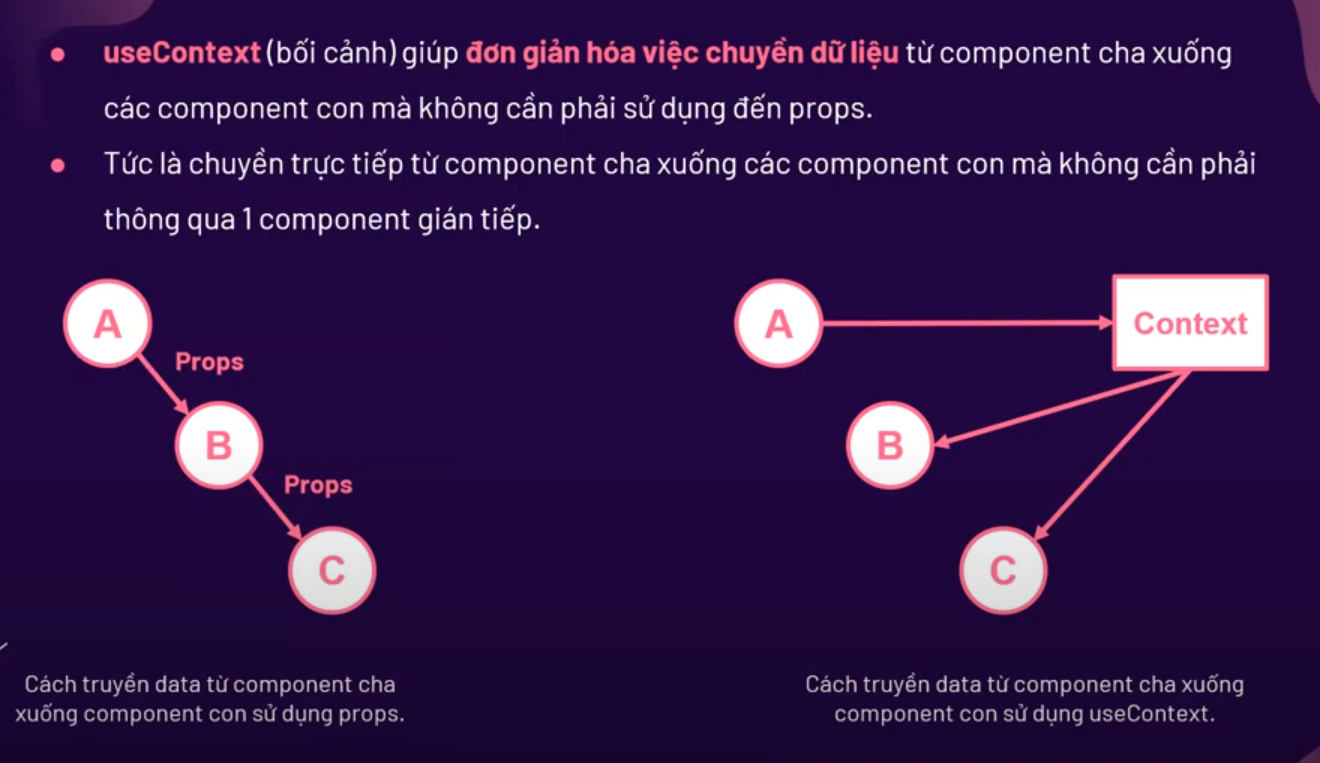 useContext (bối cảnh) giúp đơn giản hóa việc chuyền dữ liệu từ component cha xuống
các component con mà không cần phải sử dụng đến props.
Tức là chuyền trực tiếp từ component cha xuống các component con mà không cần phải
thông qua 1 component gián tiếp.
A
Props
B
Props
C
Cách truyền data từ component cha
xuống component con sử dụng props.
A
Context
B
C
Cách truyền data từ component cha xuống
component con sử dụng useContext.